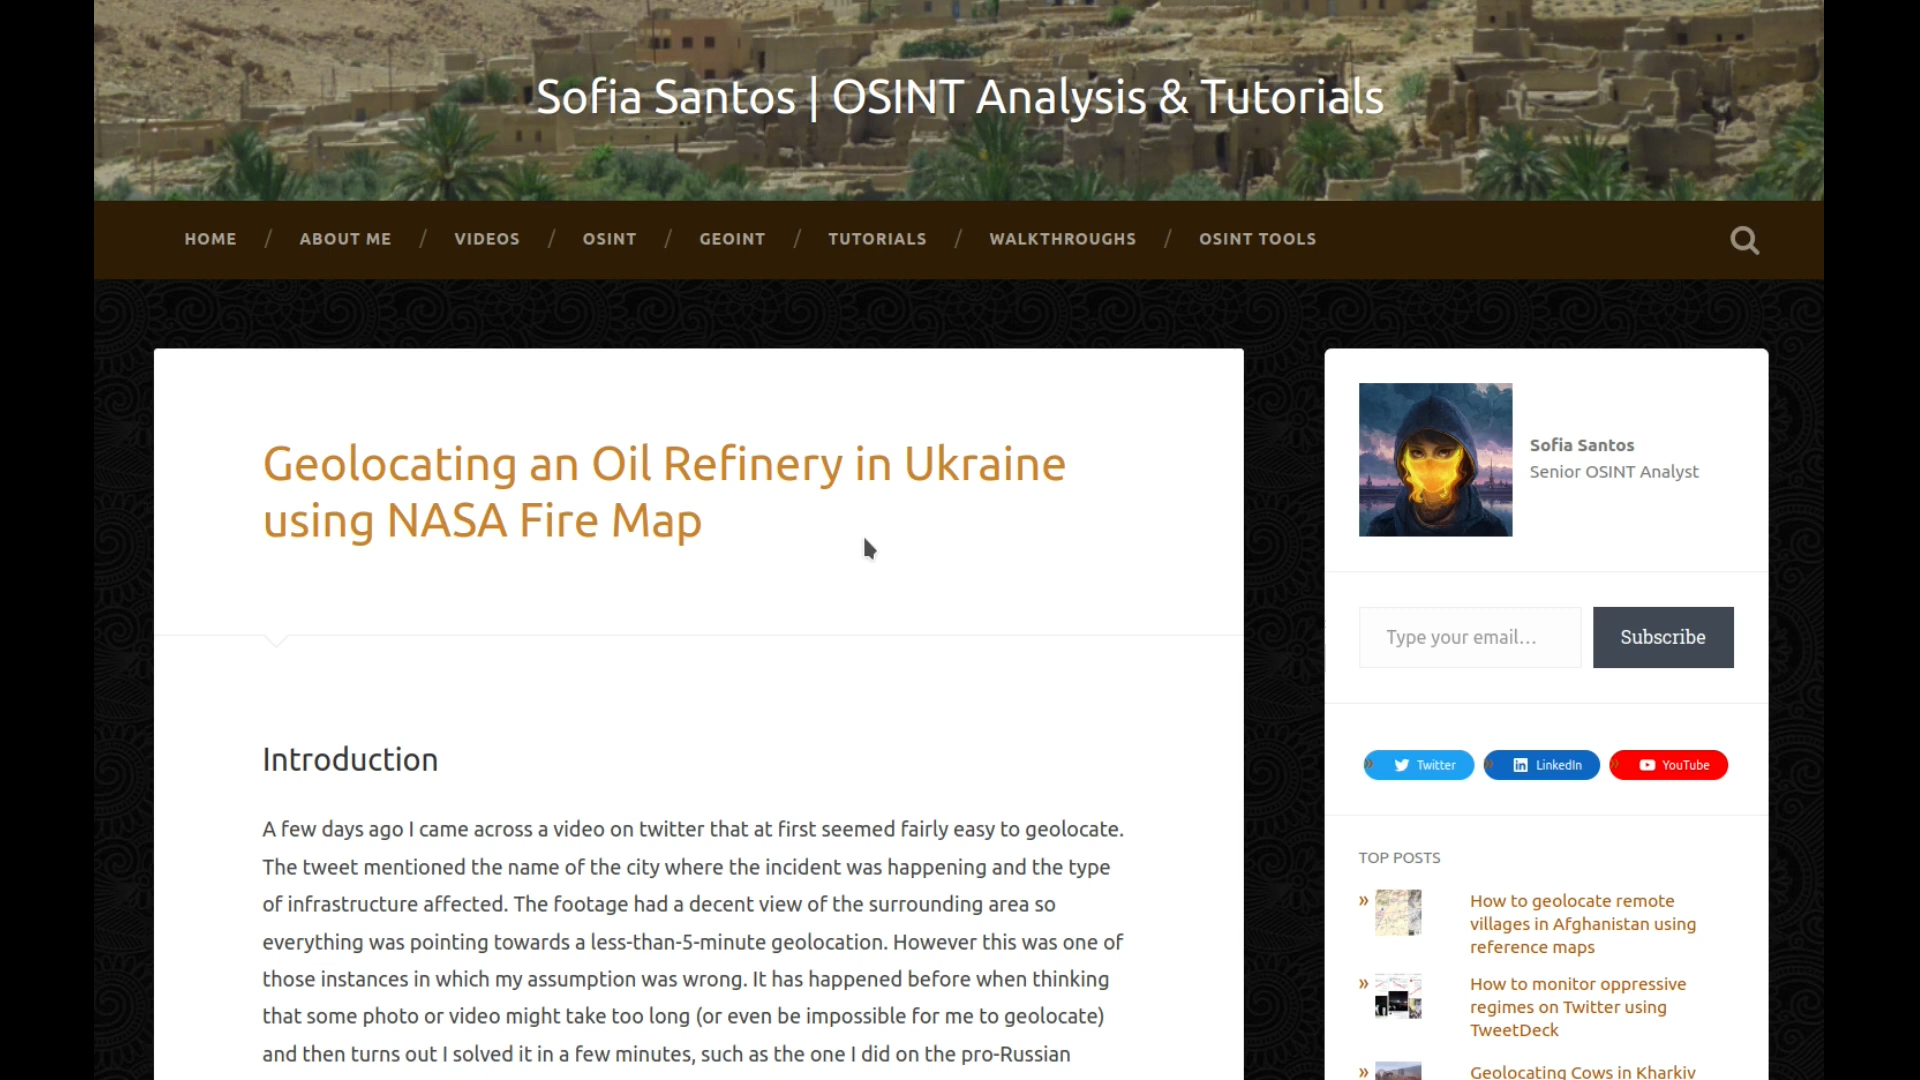 Sofia Santos | OSINT Analysis & Tutorials
HOME / ABOUT ME / VIDEOS / OSINT / GEOINT / TUTORIALS / WALKTHROUGHS / OSINT TOOLS
Geolocating an Oil Refinery in Ukraine
using NASA Fire Map
Introduction
A few days ago I came across a video on twitter that at first seemed fairly easy to geolocate.
The tweet mentioned the name of the city where the incident was happening and the type
of infrastructure affected. The footage had a decent view of the surrounding area so
everything was pointing towards a less-than-5-minute geolocation. However this was one of
those instances in which my assumption was wrong. It has happened before when thinking
that some photo or video might take too long (or even be impossible for me to geolocate)
and then turns out I solved it in a few minutes, such as the one I did on the pro-Russian
Sofia Santos
Senior OSINT Analyst
Type your email…
Subscribe
Twitter
LinkedIn
YouTube
TOP POSTS
» How to geolocate remote
villages in Afghanistan using
reference maps
» How to monitor oppressive
regimes on Twitter using
TweetDeck
» Geolocating Cows in Kharkiv